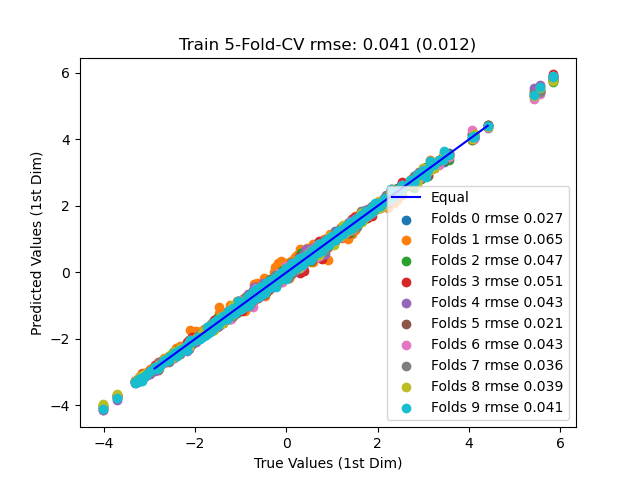 Train 5-Fold-CV rmse: 0.041 (0.012)
Predicted Values (1st Dim)
6
4
2
0
−2
−4
Equal
Folds 0 rmse 0.027
Folds 1 rmse 0.065
Folds 2 rmse 0.047
Folds 3 rmse 0.051
Folds 4 rmse 0.043
Folds 5 rmse 0.021
Folds 6 rmse 0.043
Folds 7 rmse 0.036
Folds 8 rmse 0.039
Folds 9 rmse 0.041
−4 −2 0 2 4 6
True Values (1st Dim)